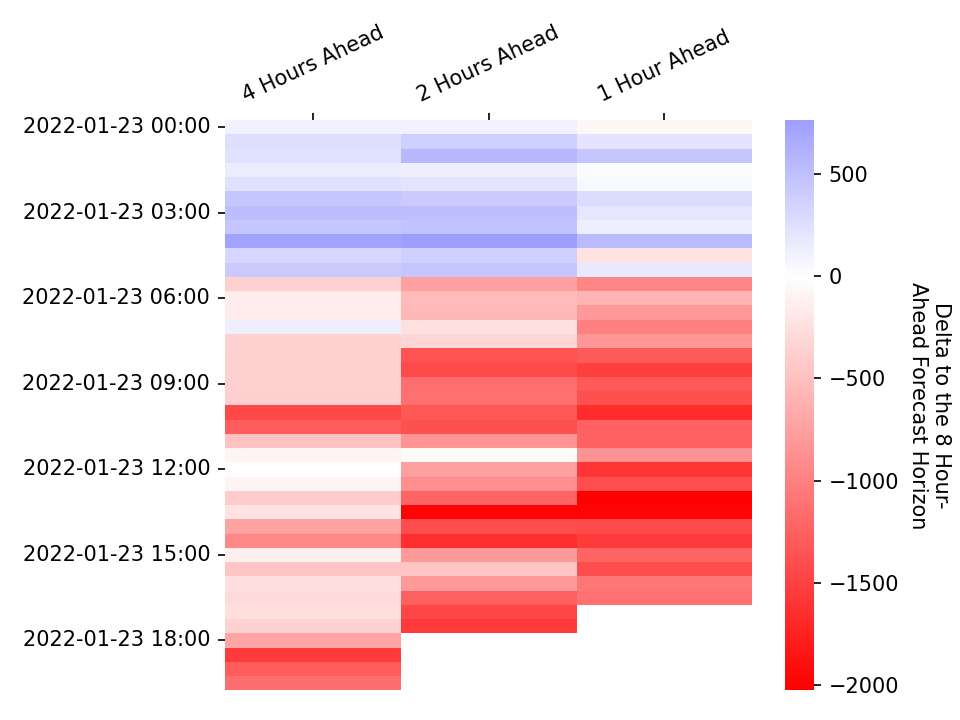 4 Hours Ahead
2 Hours Ahead
1 Hour Ahead
2022-01-23 00:00
2022-01-23 03:00
2022-01-23 06:00
2022-01-23 09:00
2022-01-23 12:00
2022-01-23 15:00
2022-01-23 18:00
500
0
−500
−1000
−1500
−2000
Delta to the 8 Hour-
Ahead Forecast Horizon